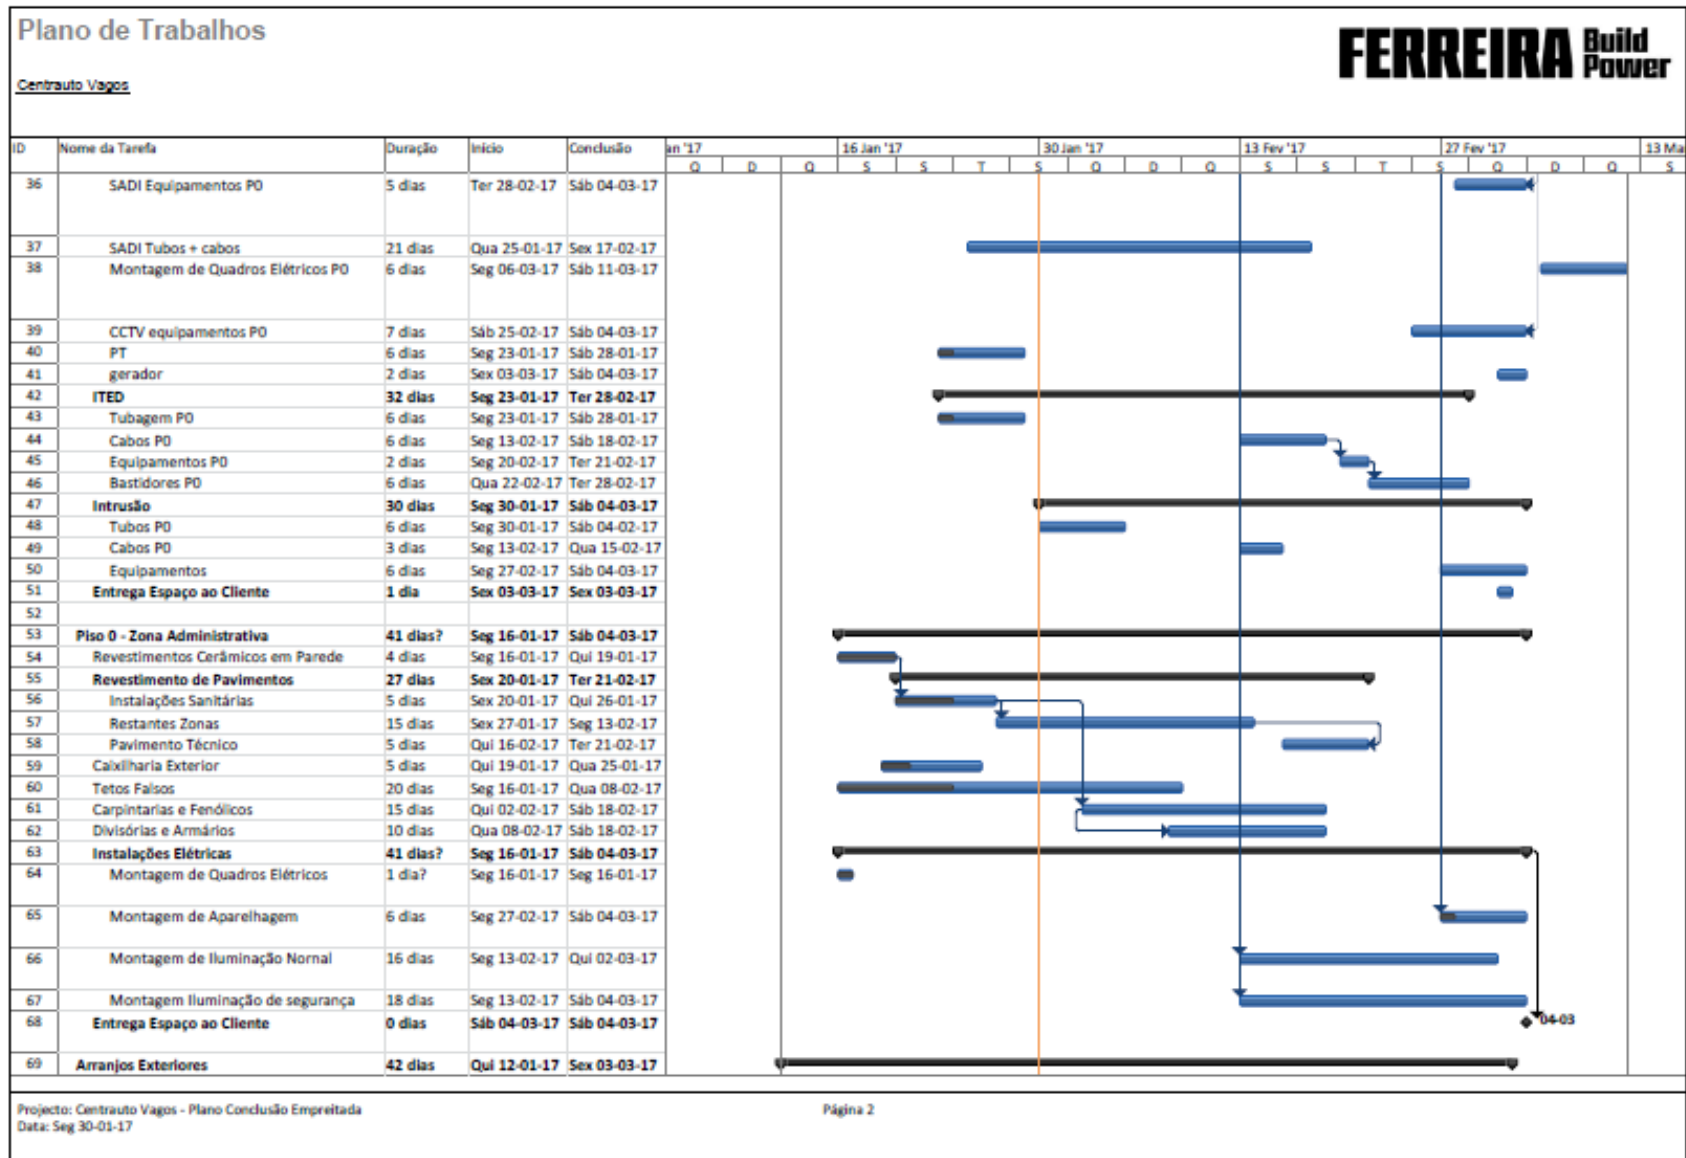 Plano de Trabalhos
FERREIRA Build Power
Centrauto Vagos
ID Nome da Tarefa Duração Início Conclusão an '17 16 Jan '17 30 Jan '17 13 Fev '17 27 Fev '17 13 Ma
Q D Q S S T S Q D Q S S T S Q D Q S
36 SADI Equipamentos P0 5 dias Ter 28-02-17 Sáb 04-03-17
37 SADI Tubos + cabos 21 dias Qua 25-01-17 Sex 17-02-17
38 Montagem de Quadros Elétricos P0 6 dias Seg 06-03-17 Sáb 11-03-17
39 CCTV equipamentos P0 7 dias Sáb 25-02-17 Sáb 04-03-17
40 PT 6 dias Seg 23-01-17 Sáb 28-01-17
41 gerador 2 dias Sex 03-03-17 Sáb 04-03-17
42 ITED 32 dias Seg 23-01-17 Ter 28-02-17
43 Tubagem P0 6 dias Seg 23-01-17 Sáb 28-01-17
44 Cabos P0 6 dias Seg 13-02-17 Sáb 18-02-17
45 Equipamentos P0 2 dias Seg 20-02-17 Ter 21-02-17
46 Bastidores P0 6 dias Qua 22-02-17 Ter 28-02-17
47 Intrusão 30 dias Seg 30-01-17 Sáb 04-03-17
48 Tubos P0 6 dias Seg 30-01-17 Sáb 04-02-17
49 Cabos P0 3 dias Seg 13-02-17 Qua 15-02-17
50 Equipamentos 6 dias Seg 27-02-17 Sáb 04-03-17
51 Entrega Espaço ao Cliente 1 dia Sex 03-03-17 Sex 03-03-17
52
53 Piso 0 - Zona Administrativa 41 dias? Seg 16-01-17 Sáb 04-03-17
54 Revestimentos Cerâmicos em Parede 4 dias Seg 16-01-17 Qui 19-01-17
55 Revestimento de Pavimentos 27 dias Sex 20-01-17 Ter 21-02-17
56 Instalações Sanitárias 5 dias Sex 20-01-17 Qui 26-01-17
57 Restantes Zonas 15 dias Sex 27-01-17 Seg 13-02-17
58 Pavimento Técnico 5 dias Qui 16-02-17 Ter 21-02-17
59 Caixilharia Exterior 5 dias Qui 19-01-17 Qua 25-01-17
60 Tetos Falsos 20 dias Seg 16-01-17 Qua 08-02-17
61 Carpintarias e Fenólicos 15 dias Qui 02-02-17 Sáb 18-02-17
62 Divisórias e Armários 10 dias Qua 08-02-17 Sáb 18-02-17
63 Instalações Elétricas 41 dias? Seg 16-01-17 Sáb 04-03-17
64 Montagem de Quadros Elétricos 1 dia? Seg 16-01-17 Seg 16-01-17
65 Montagem de Aparelhagem 6 dias Seg 27-02-17 Sáb 04-03-17
66 Montagem de Iluminação Nornal 16 dias Seg 13-02-17 Qui 02-03-17
67 Montagem Iluminação de segurança 18 dias Seg 13-02-17 Sáb 04-03-17
68 Entrega Espaço ao Cliente 0 dias Sáb 04-03-17 Sáb 04-03-17 04-03
69 Arranjos Exteriores 42 dias Qui 12-01-17 Sex 03-03-17
Projecto: Centrauto Vagos - Plano Conclusão Empreitada
Data: Seg 30-01-17
Página 2